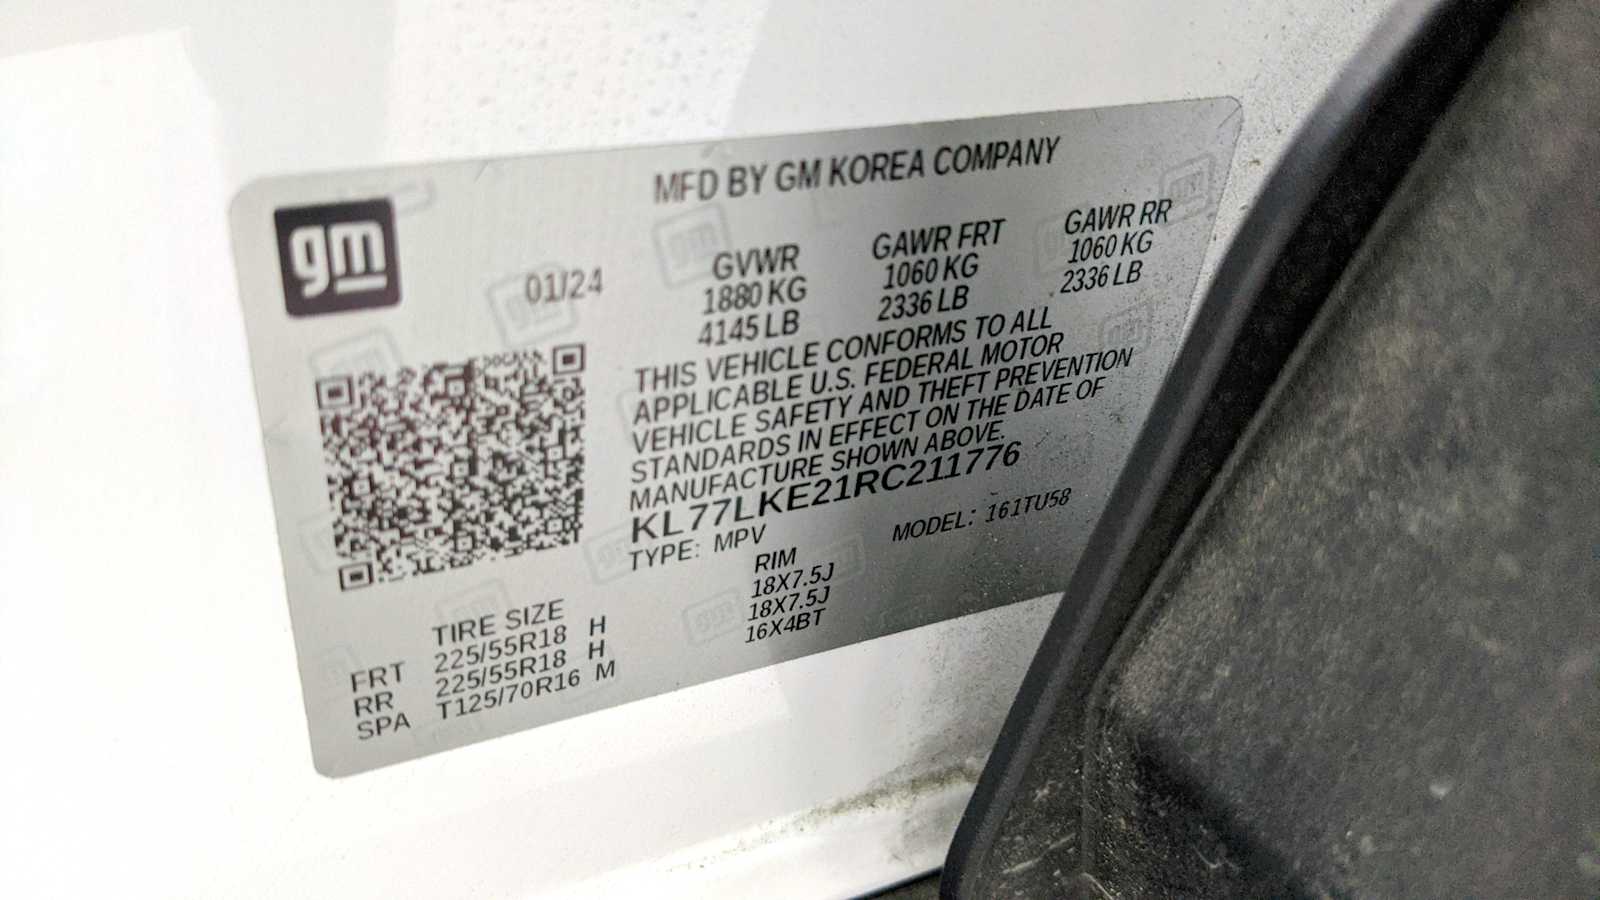 gm
MFD BY GM KOREA COMPANY
01/24
GVWR GAWR FRT GAWR RR
1880 KG 1060 KG 1060 KG
4145 LB 2336 LB 2336 LB
THIS VEHICLE CONFORMS TO ALL
APPLICABLE U.S. FEDERAL MOTOR
VEHICLE SAFETY AND THEFT PREVENTION
STANDARDS IN EFFECT ON THE DATE OF
MANUFACTURE SHOWN ABOVE.
KL77LKE21RC211776
TYPE: MPV MODEL: 161TU58
TIRE SIZE RIM
FRT 225/55R18 H 18X7.5J
RR 225/55R18 H 18X7.5J
SPA T125/70R16 M 16X4BT